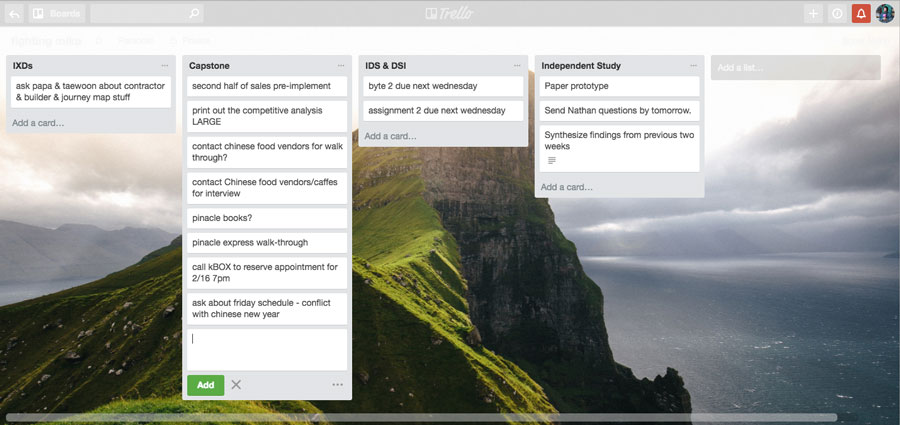 Boards
Trello
fighting mika
Personal
Private
IXDs
ask papa & taewoon about contractor
& builder & journey map stuff
Add a card…
Capstone
second half of sales pre-implement
print out the competitive analysis
LARGE
contact chinese food vendors for walk
through?
contact Chinese food vendors/caffes
for interview
pinacle books?
pinacle express walk-through
call kBOX to reserve appointment for
2/16 7pm
ask about friday schedule - conflict
with chinese new year
Add
IDS & DSI
byte 2 due next wednesday
assignment 2 due next wednesday
Add a card…
Independent Study
Paper prototype
Send Nathan questions by tomorrow.
Synthesize findings from previous two
weeks
Add a card…
Add a list…